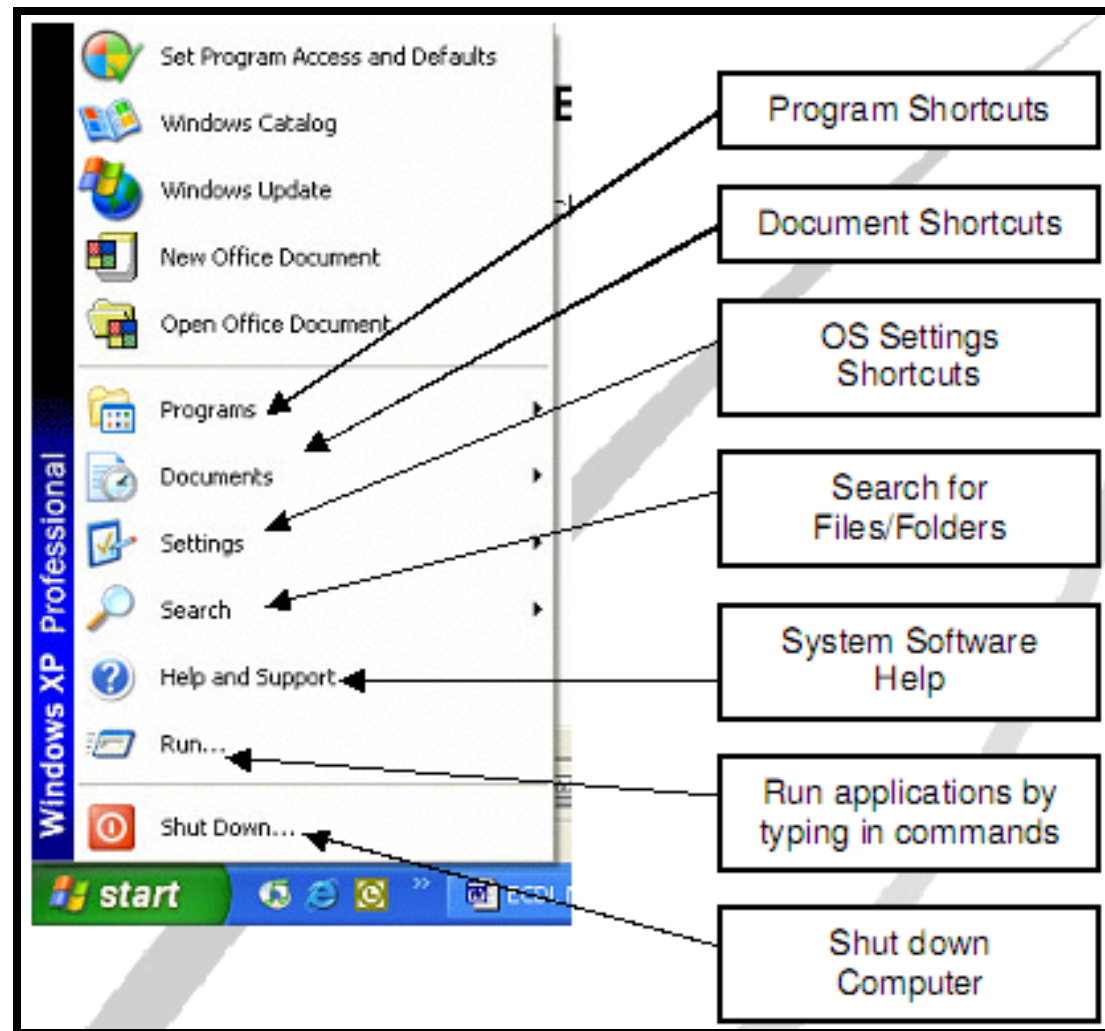 Set Program Access and Defaults
Windows Catalog
Windows Update
New Office Document
Open Office Document
Programs
Documents
Settings
Search
Help and Support
Run...
Shut Down...
Windows XP Professional
start
»
Program Shortcuts
Document Shortcuts
OS Settings
Shortcuts
Search for
Files/Folders
System Software
Help
Run applications by
typing in commands
Shut down
Computer
E